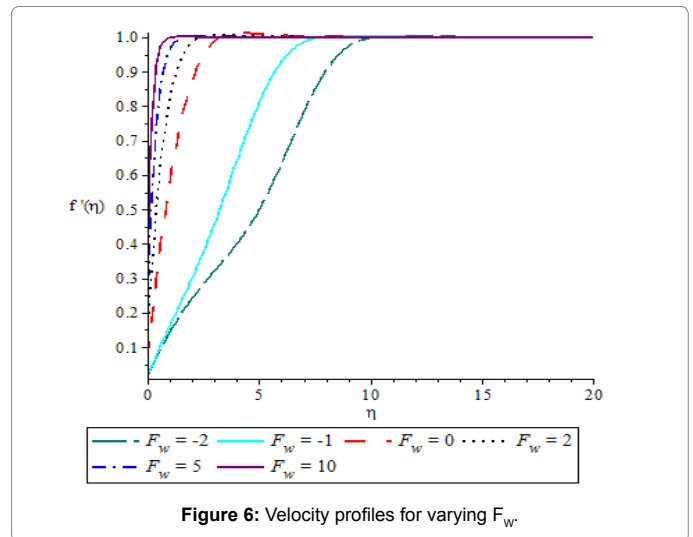 1.0
0.9
0.8
0.7
0.6
f '(η) 0.5
0.4
0.3
0.2
0.1
0 5 10 15 20
η
F_w = -2 F_w = -1 F_w = 0 F_w = 2
F_w = 5 F_w = 10
Figure 6: Velocity profiles for varying F_w.